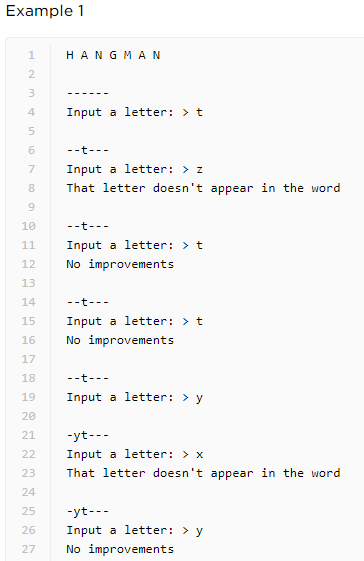 Example 1
1 H A N G M A N
2
3 ------
4 Input a letter: > t
5
6 --t---
7 Input a letter: > z
8 That letter doesn't appear in the word
9
10 --t---
11 Input a letter: > t
12 No improvements
13
14 --t---
15 Input a letter: > t
16 No improvements
17
18 --t---
19 Input a letter: > y
20
21 -yt---
22 Input a letter: > x
23 That letter doesn't appear in the word
24
25 -yt---
26 Input a letter: > y
27 No improvements